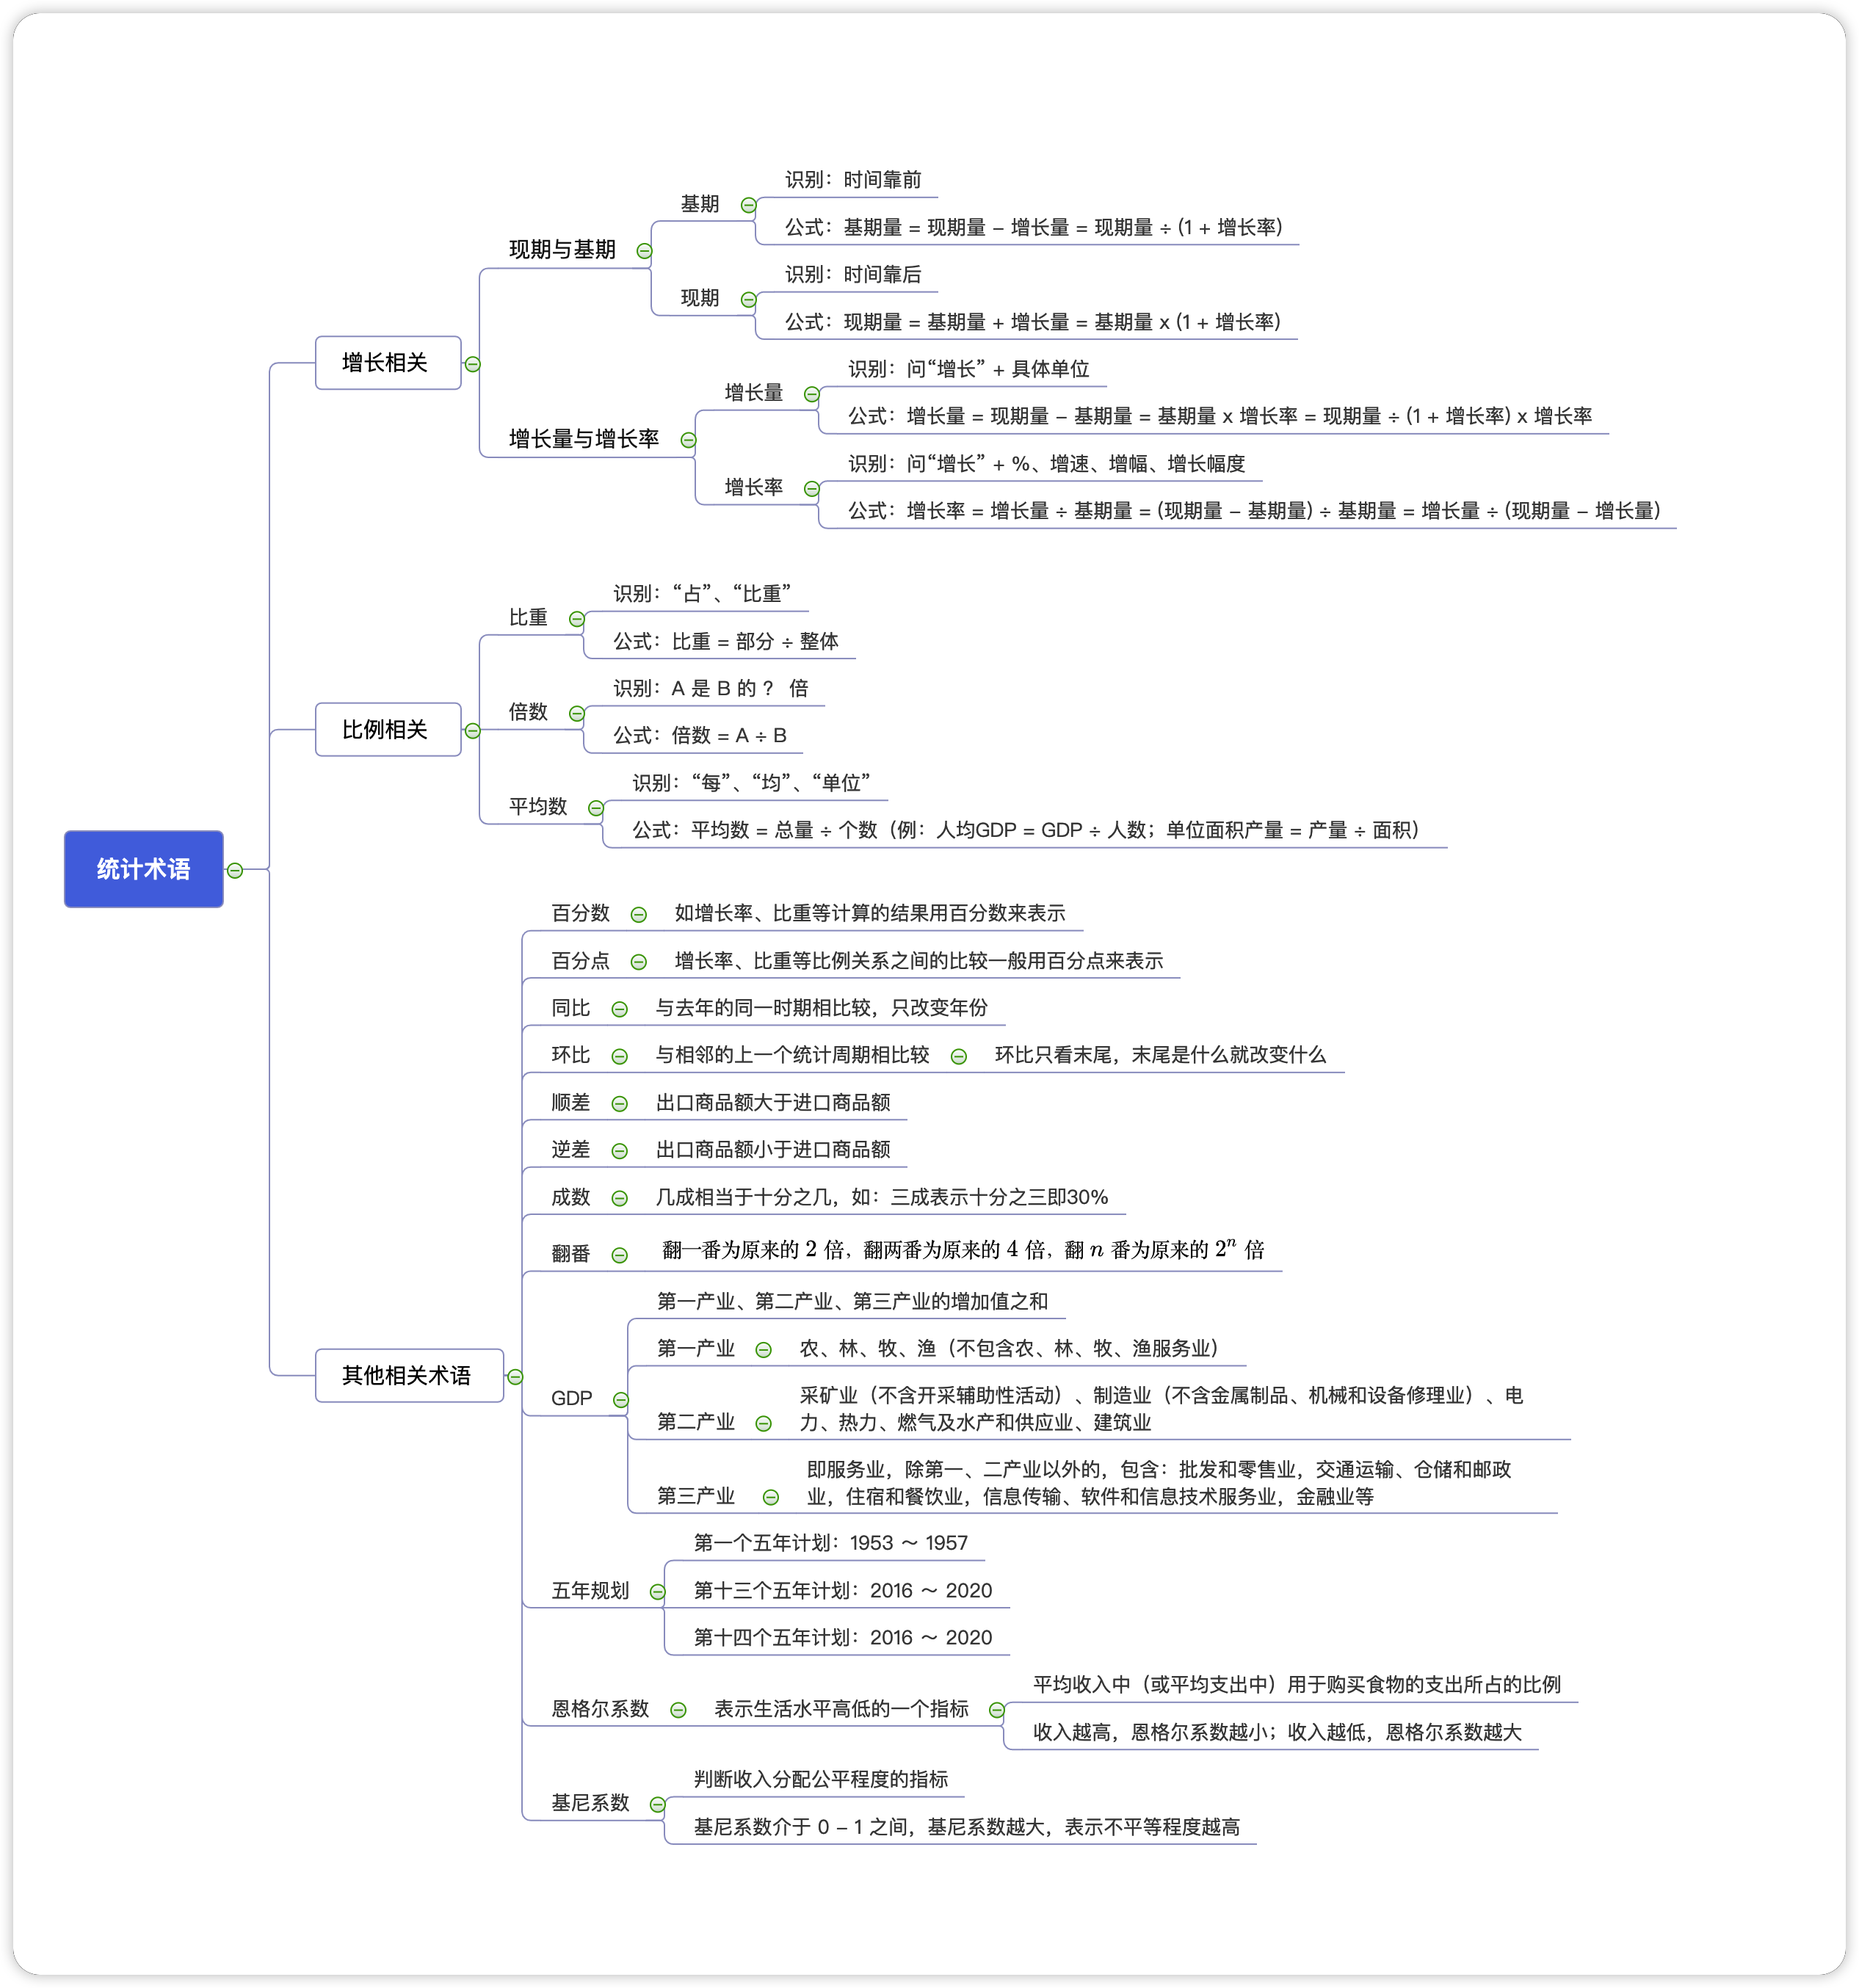 统计术语
增长相关
现期与基期
基期
识别：时间靠前
公式：基期量 = 现期量 – 增长量 = 现期量 ÷ (1 + 增长率)
现期
识别：时间靠后
公式：现期量 = 基期量 + 增长量 = 基期量 x (1 + 增长率)
增长量与增长率
增长量
识别：问“增长” + 具体单位
公式：增长量 = 现期量 – 基期量 = 基期量 x 增长率 = 现期量 ÷ (1 + 增长率) x 增长率
增长率
识别：问“增长” + %、增速、增幅、增长幅度
公式：增长率 = 增长量 ÷ 基期量 = (现期量 – 基期量) ÷ 基期量 = 增长量 ÷ (现期量 – 增长量)
比例相关
比重
识别：“占”、“比重”
公式：比重 = 部分 ÷ 整体
倍数
识别：A 是 B 的 ？ 倍
公式：倍数 = A ÷ B
平均数
识别：“每”、“均”、“单位”
公式：平均数 = 总量 ÷ 个数（例：人均GDP = GDP ÷ 人数；单位面积产量 = 产量 ÷ 面积）
其他相关术语
百分数
如增长率、比重等计算的结果用百分数来表示
百分点
增长率、比重等比例关系之间的比较一般用百分点来表示
同比
与去年的同一时期相比较，只改变年份
环比
与相邻的上一个统计周期相比较
环比只看末尾，末尾是什么就改变什么
顺差
出口商品额大于进口商品额
逆差
出口商品额小于进口商品额
成数
几成相当于十分之几，如：三成表示十分之三即30%
翻番
翻一番为原来的 2 倍，翻两番为原来的 4 倍，翻 n 番为原来的 2ⁿ 倍
GDP
第一产业、第二产业、第三产业的增加值之和
第一产业
农、林、牧、渔（不包含农、林、牧、渔服务业）
第二产业
采矿业（不含开采辅助性活动）、制造业（不含金属制品、机械和设备修理业）、电
力、热力、燃气及水产和供应业、建筑业
第三产业
即服务业，除第一、二产业以外的，包含：批发和零售业，交通运输、仓储和邮政
业，住宿和餐饮业，信息传输、软件和信息技术服务业，金融业等
五年规划
第一个五年计划：1953 ～ 1957
第十三个五年计划：2016 ～ 2020
第十四个五年计划：2016 ～ 2020
恩格尔系数
表示生活水平高低的一个指标
平均收入中（或平均支出中）用于购买食物的支出所占的比例
收入越高，恩格尔系数越小；收入越低，恩格尔系数越大
基尼系数
判断收入分配公平程度的指标
基尼系数介于 0 – 1 之间，基尼系数越大，表示不平等程度越高